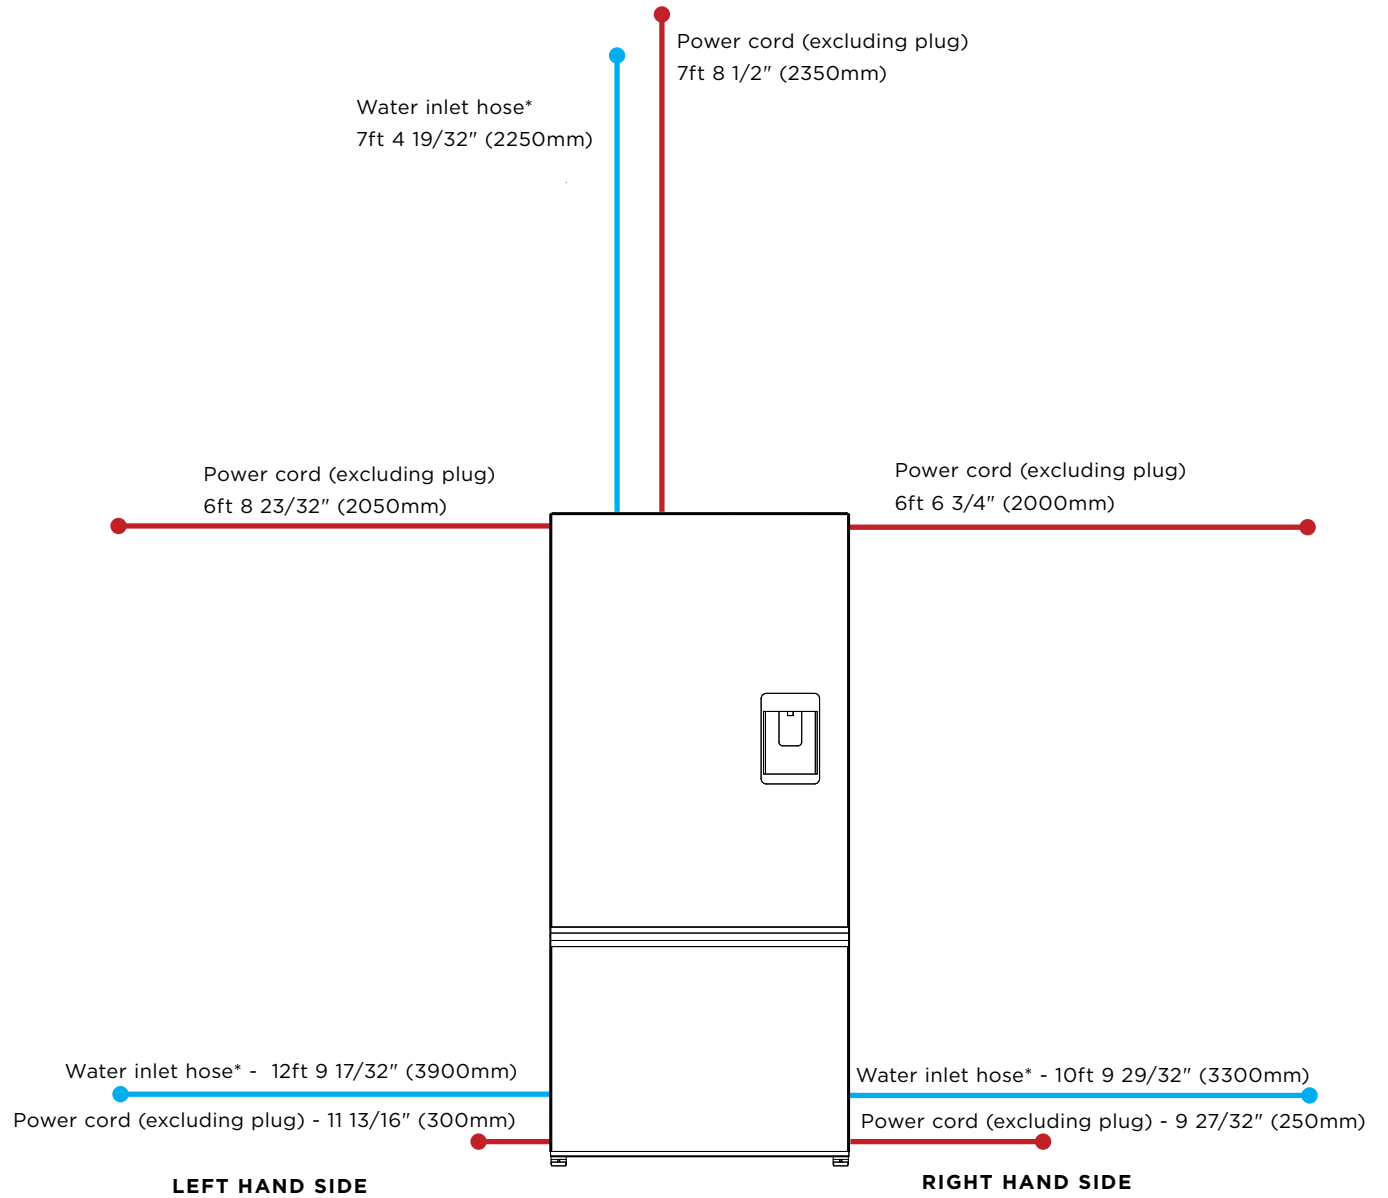 Power cord (excluding plug)
7ft 8 1/2" (2350mm)
Water inlet hose*
7ft 4 19/32" (2250mm)
Power cord (excluding plug)
6ft 8 23/32" (2050mm)
Power cord (excluding plug)
6ft 6 3/4" (2000mm)
Water inlet hose* - 12ft 9 17/32" (3900mm)
Water inlet hose* - 10ft 9 29/32" (3300mm)
Power cord (excluding plug) - 11 13/16" (300mm)
Power cord (excluding plug) - 9 27/32" (250mm)
LEFT HAND SIDE
RIGHT HAND SIDE